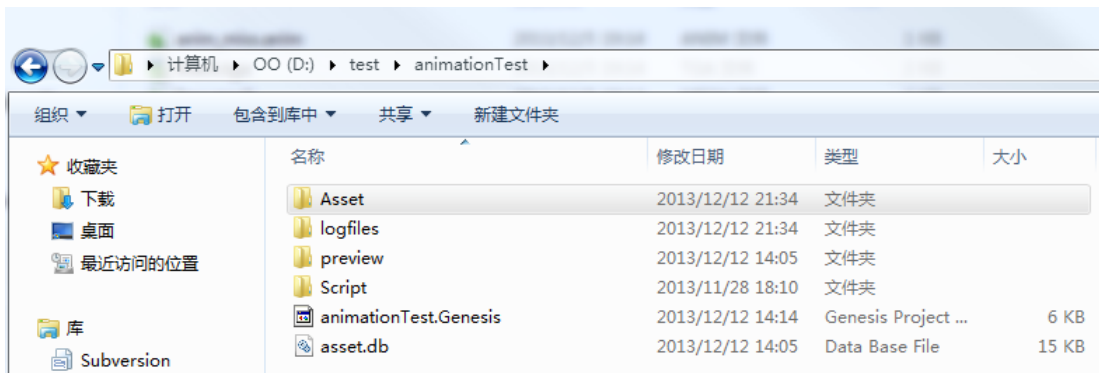 计算机 OO (D:) test animationTest
组织 打开 包含到库中 共享 新建文件夹
收藏夹
下载
桌面
最近访问的位置
库
Subversion
名称 修改日期 类型 大小
Asset 2013/12/12 21:34 文件夹
logfiles 2013/12/12 21:34 文件夹
preview 2013/12/12 14:05 文件夹
Script 2013/11/28 18:10 文件夹
animationTest.Genesis 2013/12/12 14:14 Genesis Project ... 6 KB
asset.db 2013/12/12 14:05 Data Base File 15 KB